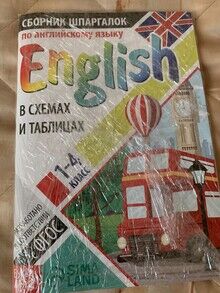 СБОРНИК ШПАРГАЛОК
по английскому языку
English
В СХЕМАХ
И ТАБЛИЦАХ
1-4 класс
ФГОС
SIMA
LAND